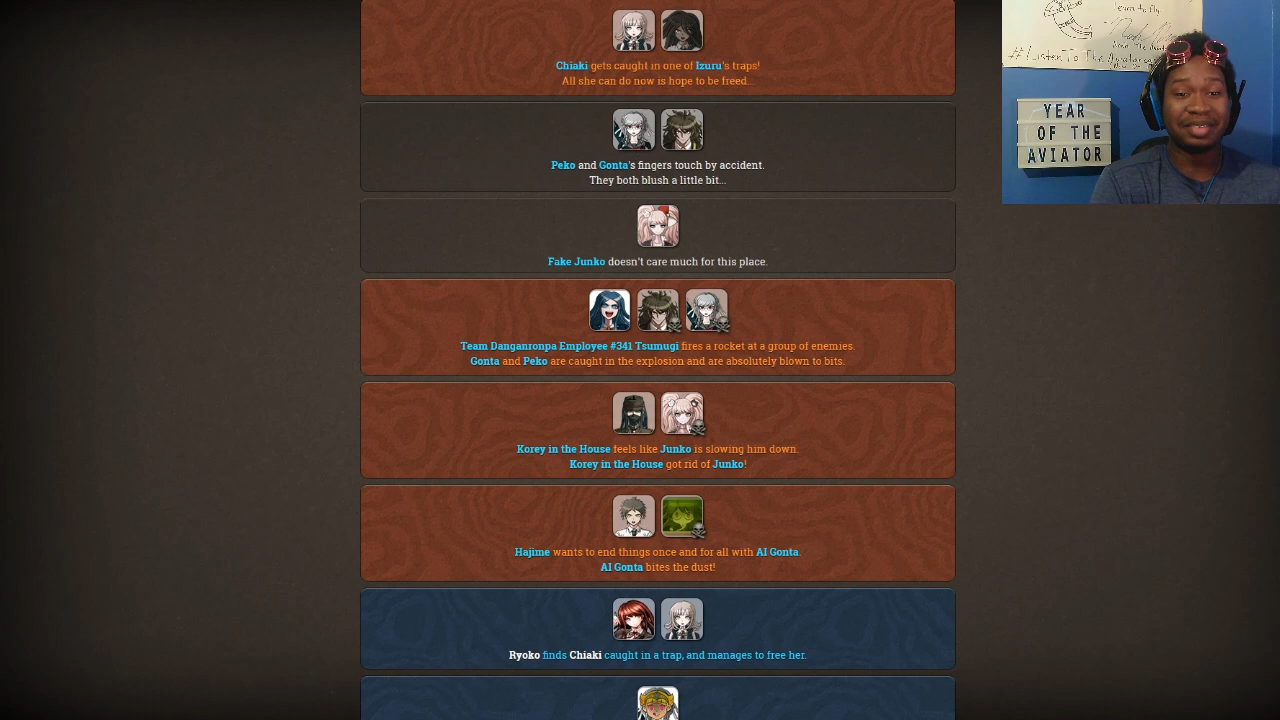 Chiaki gets caught in one of Izuru's traps!
All she can do now is hope to be freed...
Peko and Gonta's fingers touch by accident.
They both blush a little bit...
Fake Junko doesn't care much for this place.
Team Danganronpa Employee #341 Tsumugi fires a rocket at a group of enemies.
Gonta and Peko are caught in the explosion and are absolutely blown to bits.
Korey in the House feels like Junko is slowing him down.
Korey in the House got rid of Junko!
Hajime wants to end things once and for all with AI Gonta.
AI Gonta bites the dust!
Ryoko finds Chiaki caught in a trap, and manages to free her.
to fly
#ListenToTheAviator
YEAR
OF THE
AVIATOR